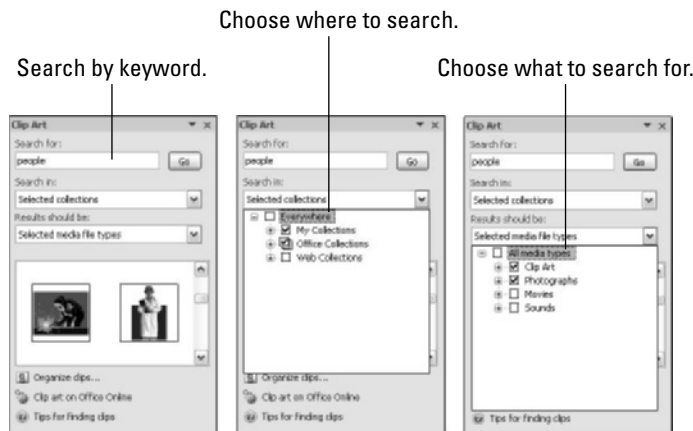 Choose where to search.
Search by keyword.
Choose what to search for.
Clip Art
Search for:
people
Go
Search in:
Selected collections
Results should be:
Selected media file types
Organize clips...
Clip art on Office Online
Tips for finding clips
Clip Art
Search for:
people
Go
Search in:
Selected collections
Everywhere
My Collections
Office Collections
Web Collections
Organize clips...
Clip art on Office Online
Tips for finding clips
Clip Art
Search for:
people
Go
Search in:
Selected collections
Results should be:
Selected media file types
All media types
Clip Art
Photographs
Movies
Sounds
Tips for finding clips